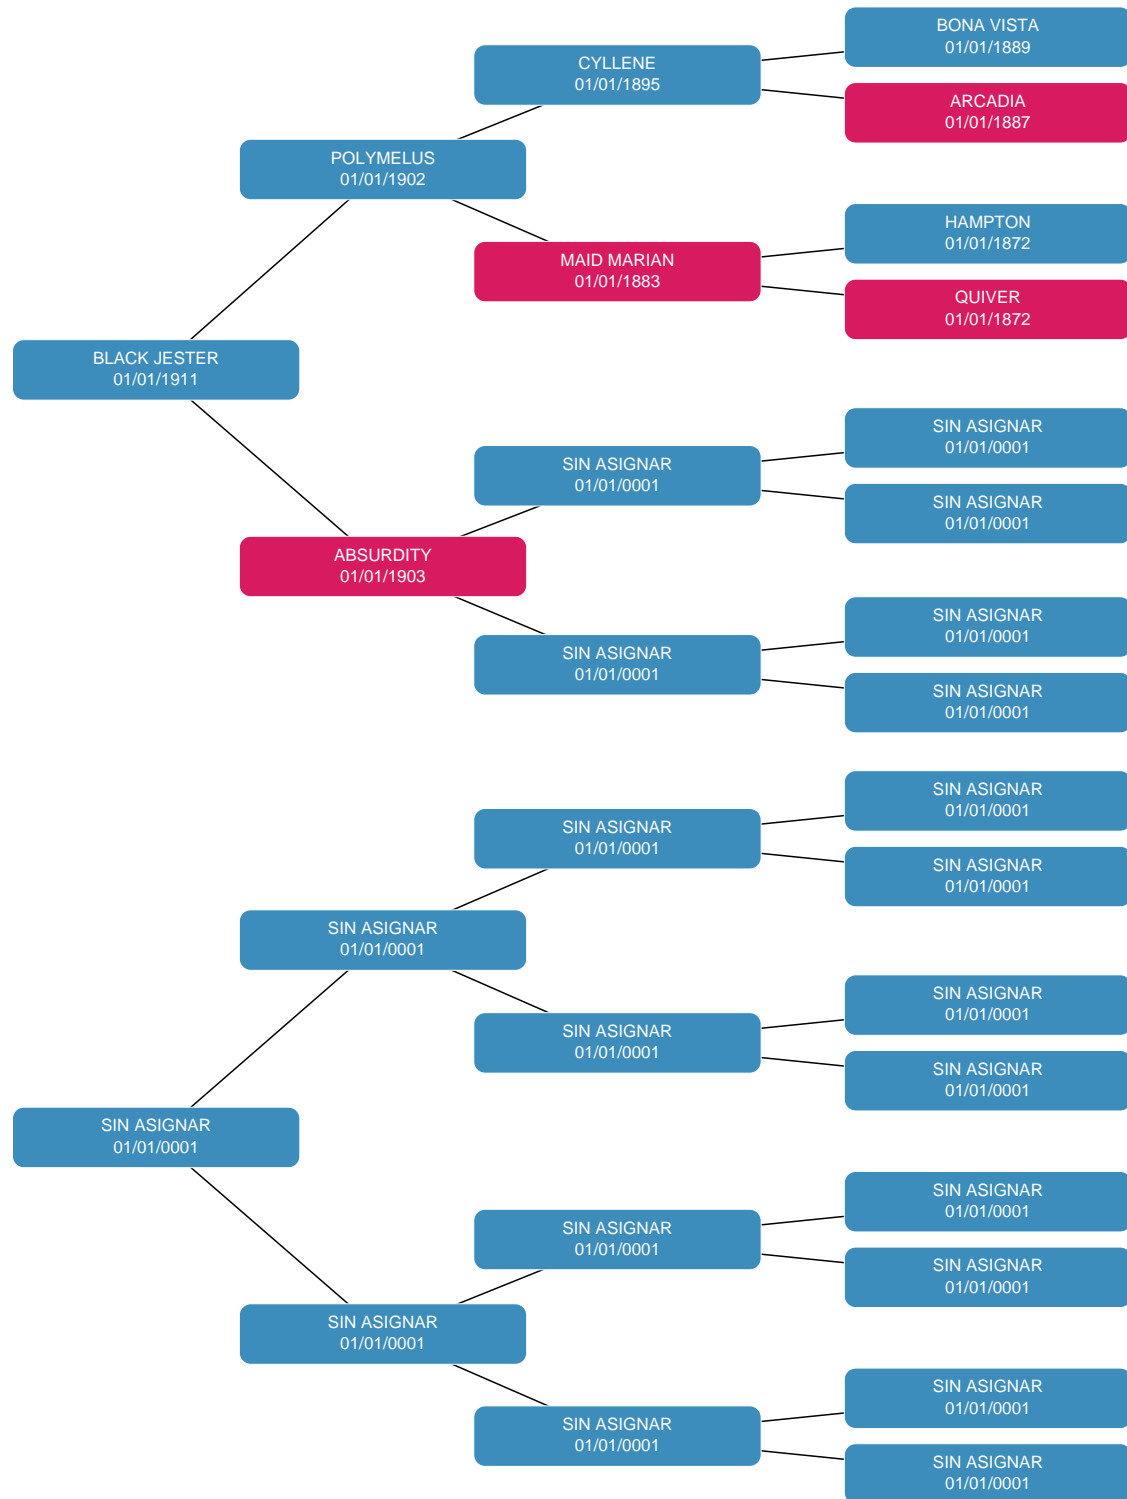 BONA VISTA
01/01/1889
CYLLENE
01/01/1895
ARCADIA
01/01/1887
POLYMELUS
01/01/1902
HAMPTON
01/01/1872
MAID MARIAN
01/01/1883
QUIVER
01/01/1872
BLACK JESTER
01/01/1911
SIN ASIGNAR
01/01/0001
SIN ASIGNAR
01/01/0001
SIN ASIGNAR
01/01/0001
ABSURDITY
01/01/1903
SIN ASIGNAR
01/01/0001
SIN ASIGNAR
01/01/0001
SIN ASIGNAR
01/01/0001
SIN ASIGNAR
01/01/0001
SIN ASIGNAR
01/01/0001
SIN ASIGNAR
01/01/0001
SIN ASIGNAR
01/01/0001
SIN ASIGNAR
01/01/0001
SIN ASIGNAR
01/01/0001
SIN ASIGNAR
01/01/0001
SIN ASIGNAR
01/01/0001
SIN ASIGNAR
01/01/0001
SIN ASIGNAR
01/01/0001
SIN ASIGNAR
01/01/0001
SIN ASIGNAR
01/01/0001
SIN ASIGNAR
01/01/0001
SIN ASIGNAR
01/01/0001
SIN ASIGNAR
01/01/0001